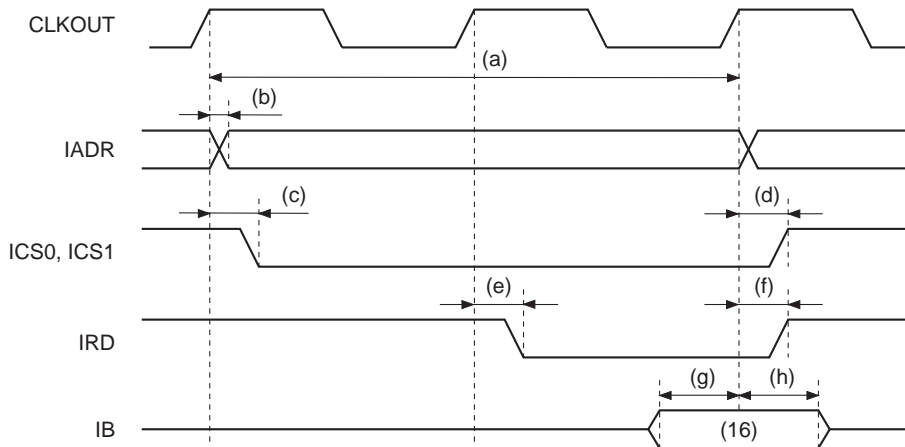 CLKOUT
(a)
(b)
IADR
(c)
(d)
ICS0, ICS1
(e)
(f)
IRD
(g)
(h)
IB
(16)